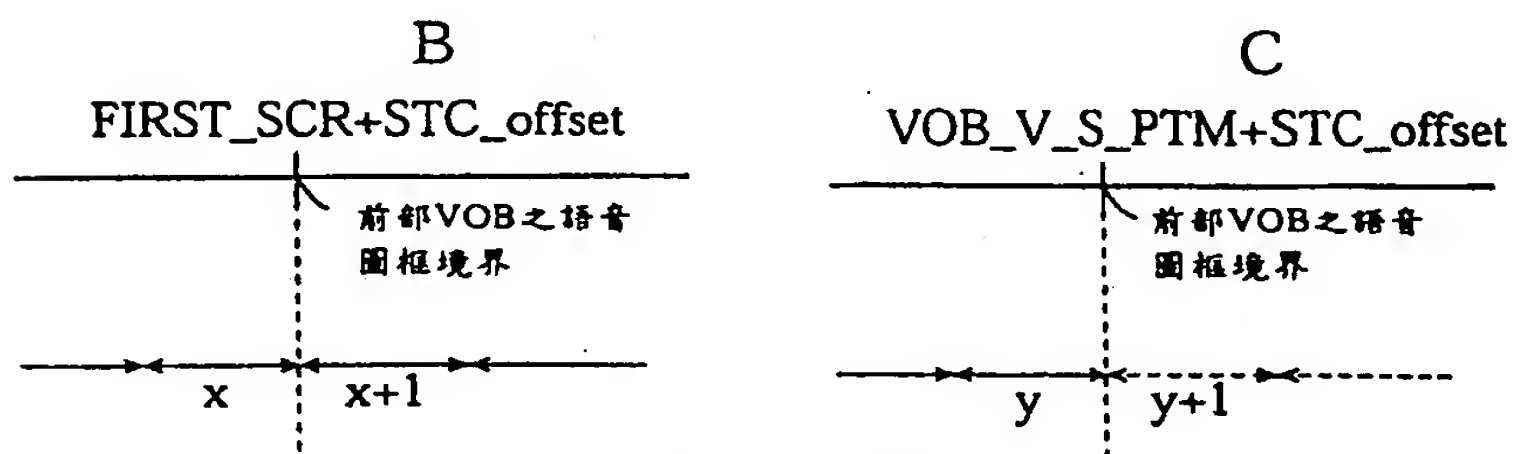 B
FIRST_SCR+STC_offset
前部VOB之語音
圖框境界
x
x+1
C
VOB_V_S_PTM+STC_offset
前部VOB之語音
圖框境界
y
y+1